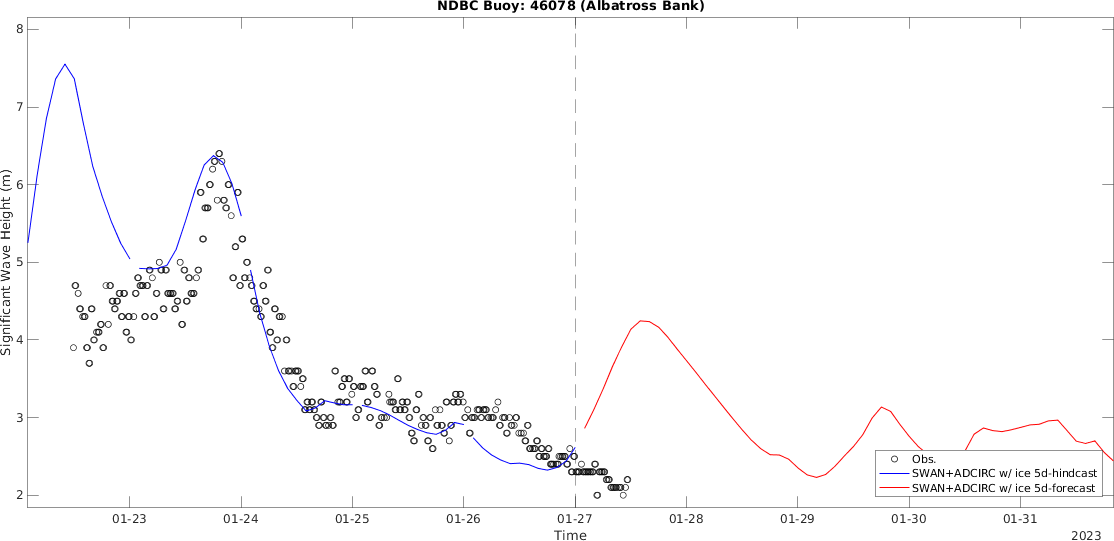 NDBC Buoy: 46078 (Albatross Bank)
8
7
6
5
4
3
2
Significant Wave Height (m)
Obs.
SWAN+ADCIRC w/ ice 5d-hindcast
SWAN+ADCIRC w/ ice 5d-forecast
01-23 01-24 01-25 01-26 01-27 01-28 01-29 01-30 01-31
Time
2023